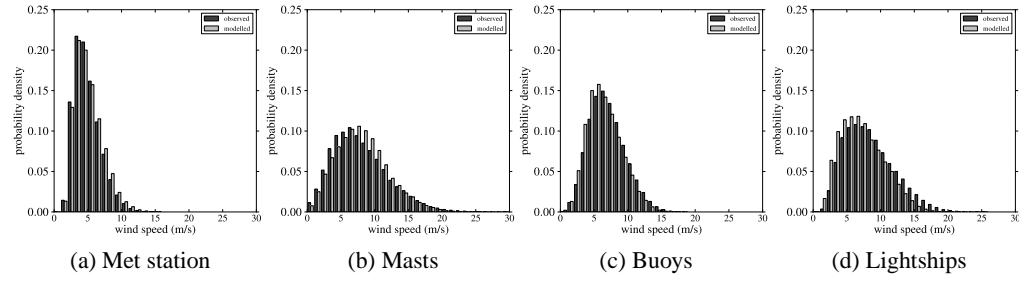 0.25
0.20
0.15
0.10
0.05
0.00
probability density
0 5 10 15 20 25 30
wind speed (m/s)
observed
modelled
(a) Met station
0.25
0.20
0.15
0.10
0.05
0.00
probability density
0 5 10 15 20 25 30
wind speed (m/s)
observed
modelled
(b) Masts
0.25
0.20
0.15
0.10
0.05
0.00
probability density
0 5 10 15 20 25 30
wind speed (m/s)
observed
modelled
(c) Buoys
0.25
0.20
0.15
0.10
0.05
0.00
probability density
0 5 10 15 20 25 30
wind speed (m/s)
observed
modelled
(d) Lightships